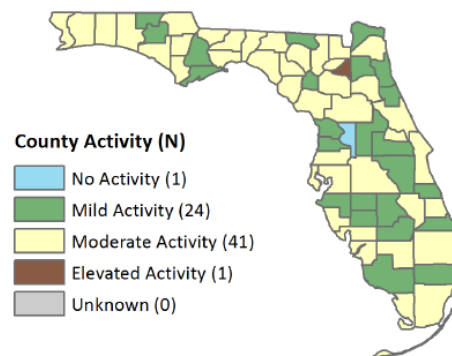 County Activity (N)
No Activity (1)
Mild Activity (24)
Moderate Activity (41)
Elevated Activity (1)
Unknown (0)